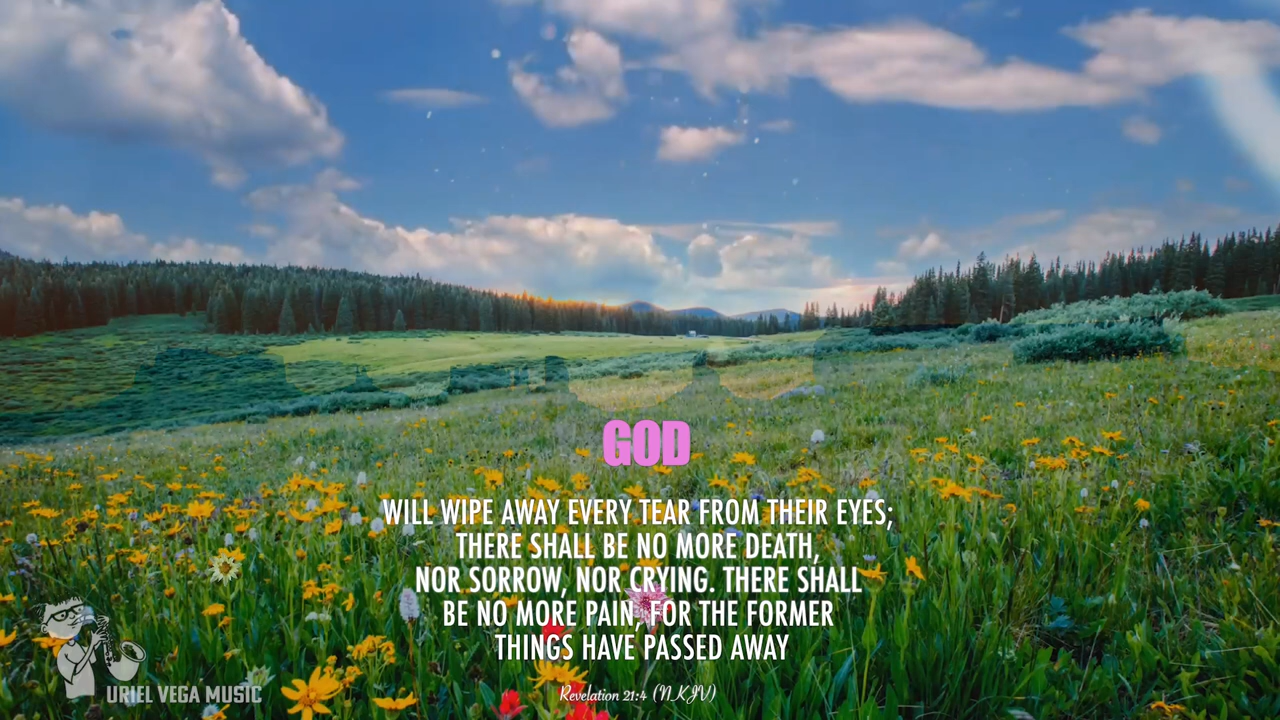 GOD
WILL WIPE AWAY EVERY TEAR FROM THEIR EYES;
THERE SHALL BE NO MORE DEATH,
NOR SORROW, NOR CRYING. THERE SHALL
BE NO MORE PAIN, FOR THE FORMER
THINGS HAVE PASSED AWAY
Revelation 21:4 (NKJV)
URIEL VEGA MUSIC